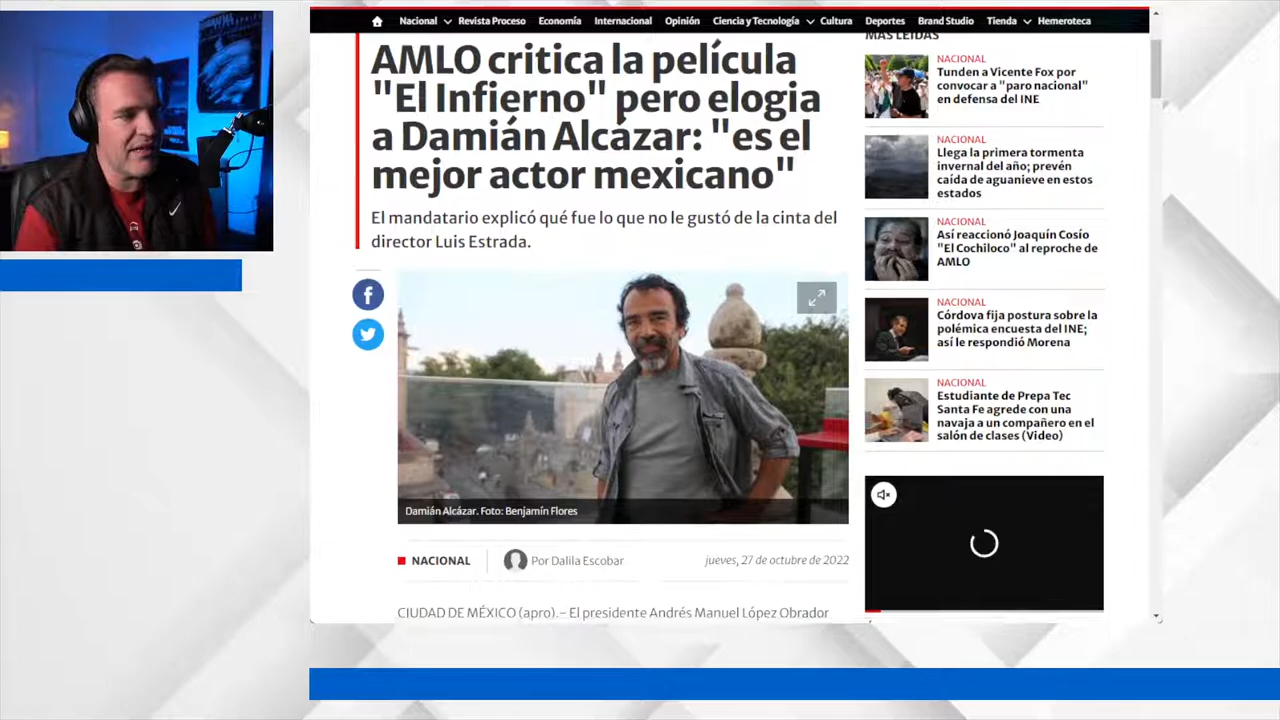 Nacional
Revista Proceso
Economía
Internacional
Opinión
Ciencia y Tecnología
Cultura
Deportes
Brand Studio
Tienda
Hemeroteca
AMLO critica la película
"El Infierno" pero elogia
a Damián Alcázar: "es el
mejor actor mexicano"
El mandatario explicó qué fue lo que no le gustó de la cinta del
director Luis Estrada.
Damián Alcázar. Foto: Benjamín Flores
NACIONAL
Por Dalila Escobar
jueves, 27 de octubre de 2022
CIUDAD DE MÉXICO (apro).– El presidente Andrés Manuel López Obrador
MÁS LEÍDAS
NACIONAL
Tunden a Vicente Fox por
convocar a "paro nacional"
en defensa del INE
NACIONAL
Llega la primera tormenta
invernal del año; prevén
caída de aguanieve en estos
estados
NACIONAL
Así reaccionó Joaquín Cosío
"El Cochiloco" al reproche de
AMLO
NACIONAL
Córdova fija postura sobre la
polémica encuesta del INE;
así le respondió Morena
NACIONAL
Estudiante de Prepa Tec
Santa Fe agrede con una
navaja a un compañero en el
salón de clases (Video)